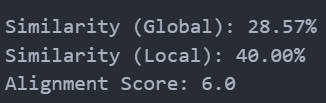 Similarity (Global): 28.57%
Similarity (Local): 40.00%
Alignment Score: 6.0